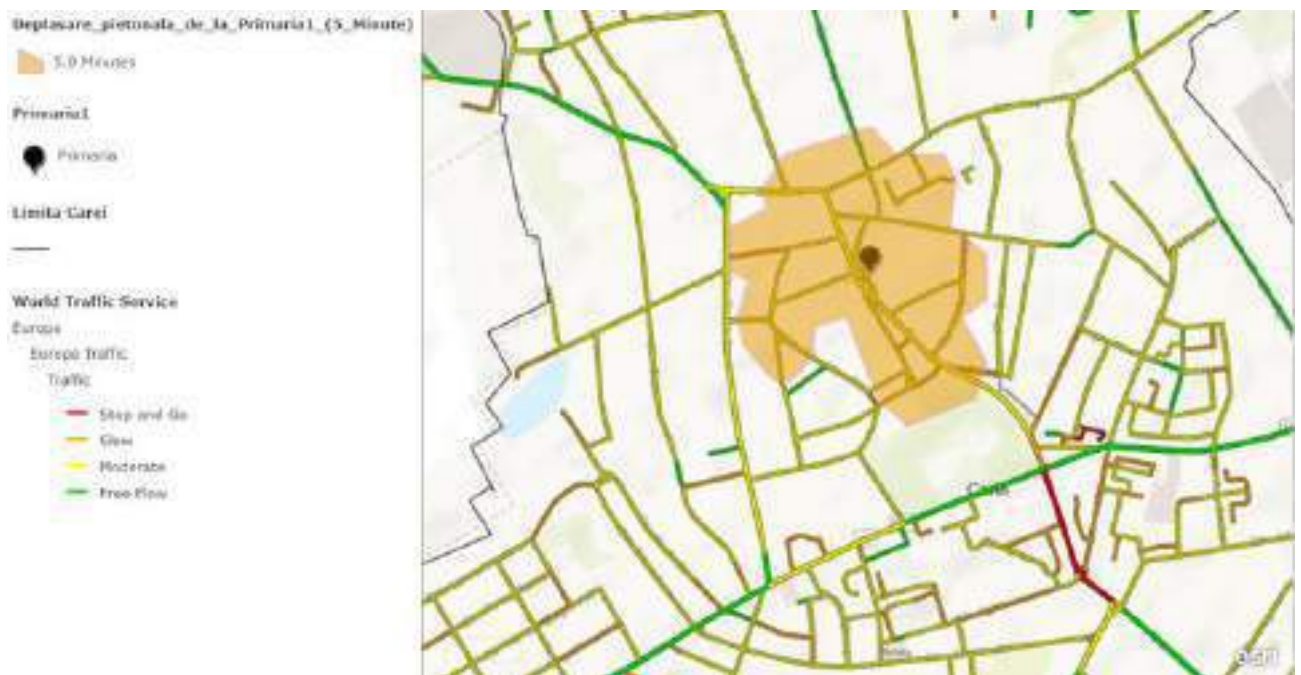 Deplasare_pietonala_de_la_Primaria1_(5_Minute)
5.0 Minutes
Primaria1
Primaria
Limita Carei
World Traffic Service
Europe
Europe Traffic
Traffic
Stop and Go
Slow
Moderate
Free Flow
Carei
esri